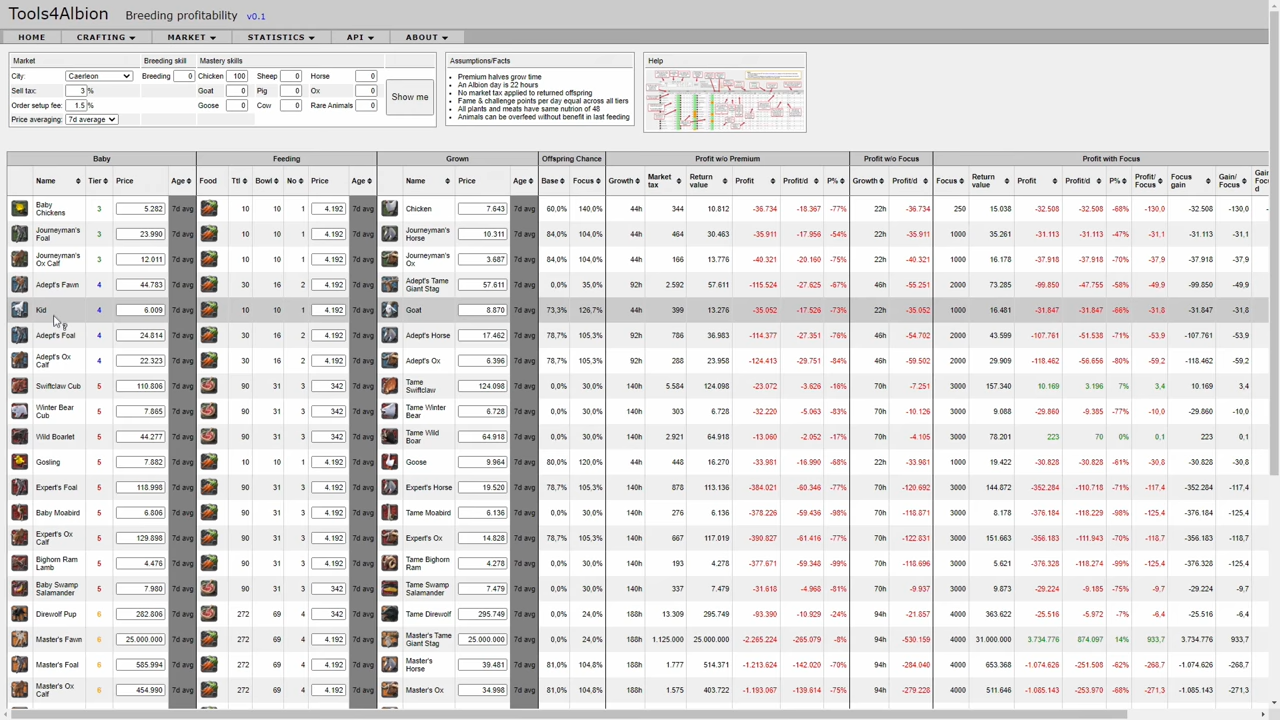 Tools4Albion Breeding profitability v0.1
HOME CRAFTING MARKET STATISTICS API ABOUT
Market Breeding skill Mastery skills
City: Caerleon Breeding 0 Chicken 100 Sheep 0 Horse 0
Sell tax: % Goat 0 Pig 0 Ox 0
Order setup fee: 1.5 % Goose 0 Cow 0 Rare Animals 0
Price averaging: 7d average
Show me
Assumptions/Facts
Premium halves grow time
An Albion day is 22 hours
No market tax applied to returned offspring
Fame & challenge points per day equal across all tiers
All plants and meats have same nutrion of 48
Animals can be overfeed without benefit in last feeding
Help
Baby Feeding Grown Offspring Chance Profit w/o Premium Profit w/o Focus Profit with Focus
Name Tier Price Age Food Ttl Bowl No Price Age Name Price Age Base Focus Growth Market tax Return value Profit Profit/d P% Growth Profit/d Focus Return value Profit Profit/d P% Profit/ Focus Focus gain Gain/ Focus
Baby Chickens 3 5.282 7d avg 10 10 1 4.192 7d avg Chicken 7.643 7d avg 60,0% 140,0% 44h 344 10.812 -36.734 -18.367 -77% 22h -36.734 250 15.038 -32.508 -32.508 -68% -130,0 -32.508 -130,0
Journeyman's Foal 3 23.990 7d avg 10 10 1 4.192 7d avg Journeyman's Horse 10.311 7d avg 84,0% 104,0% 44h 464 30.463 -35.911 -17.956 -54% 22h -35.911 1000 35.261 -31.113 -31.113 -47% -31,1 -31.113 -31,1
Journeyman's Ox Calf 3 12.011 7d avg 10 10 1 4.192 7d avg Journeyman's Ox 3.687 7d avg 84,0% 104,0% 44h 166 13.776 -40.321 -20.160 -75% 22h -40.321 1000 16.178 -37.918 -37.918 -70% -37,9 -37.918 -37,9
Adept's Fawn 4 44.783 7d avg 30 16 2 4.192 7d avg Adept's Tame Giant Stag 57.611 7d avg 0,0% 35,0% 92h 2.592 57.611 -115.524 -27.628 -67% 46h -55.251 2000 73.285 -99.850 -47.755 -58% -49,9 -99.850 -49,9
Kid 4 6.009 7d avg 10 10 1 4.192 7d avg Goat 8.870 7d avg 73,3% 126,7% 44h 399 13.276 -35.052 -17.526 -73% 22h -35.052 1000 16.481 -31.847 -31.847 -66% -31,8 -31.847 -31,8
Adept's Foal 4 24.814 7d avg 30 16 2 4.192 7d avg Adept's Horse 17.462 7d avg 78,7% 105,3% 92h 786 36.993 -114.377 -27.351 -76% 46h -54.702 2000 43.599 -107.761 -51.538 -71% -53,9 -107.761 -53,9
Adept's Ox Calf 4 22.323 7d avg 30 16 2 4.192 7d avg Adept's Ox 6.396 7d avg 78,7% 105,3% 92h 288 23.958 -124.413 -29.751 -84% 46h -59.502 2000 29.909 -118.462 -80% -59,2 -118.462 -59,2
Swiftclaw Cub 5 110.806 7d avg 90 31 3 342 7d avg Tame Swiftclaw 124.098 7d avg 0,0% 30,0% 140h 5.584 124.098 -23.072 -3.626 -16% 70h -7.251 3000 157.340 10.169 7% 3,4 10.169 3,4
Winter Bear Cub 5 7.865 7d avg 90 31 3 342 7d avg Tame Winter Bear 6.728 7d avg 0,0% 30,0% 140h 303 6.728 -32.220 -5.063 -83% 70h -10.126 3000 9.088 -29.860 -9.385 -77% -10,0 -29.860 -10,0
Wild Boarlet 5 44.277 7d avg 90 31 3 342 7d avg Tame Wild Boar 64.918 7d avg 0,0% 30,0% 140h 2.921 64.918 -13.060 -2.052 -17% 70h -4.105 3000 78.201 223 70 0% 0,1 223 0,1
Gosling 5 7.882 7d avg 10 10 1 4.192 7d avg Goose 9.964 7d avg 80,0% 120,0% 44h 448 16.270 -33.981 -16.990 -68% 22h -33.981 1000 19.422 -30.828 -30.828 -61% -30,8 -30.828 -30,8
Expert's Foal 5 118.998 7d avg 90 31 3 4.192 7d avg Expert's Horse 19.520 7d avg 78,7% 105,3% 140h 878 113.136 -384.021 -60.346 -77% 70h -120.692 3000 144.872 -352.284 -110.717 -71% -117,4 -352.284 -117,4
Baby Moabird 5 6.806 7d avg 90 31 3 4.192 7d avg Tame Moabird 6.136 7d avg 0,0% 30,0% 140h 276 6.136 -378.226 -59.436 -98% 70h -118.871 3000 8.178 -376.184 -118.229 -98% -125,4 -376.184 -125,4
Expert's Ox Calf 5 129.898 7d avg 90 31 3 4.192 7d avg Expert's Ox 14.828 7d avg 78,7% 105,3% 140h 667 117.019 -390.827 -61.416 -77% 70h -122.831 3000 151.663 -356.183 -111.943 -70% -118,7 -356.183 -118,7
Bighorn Ram Lamb 5 4.476 7d avg 90 31 3 4.192 7d avg Tame Bighorn Ram 4.278 7d avg 0,0% 30,0% 140h 193 4.278 -377.671 -59.348 -99% 70h -118.696 3000 5.621 -376.329 -118.274 -99% -125,4 -376.329 -125,4
Baby Swamp Salamander 5 7.980 7d avg 90 31 3 342 7d avg Tame Swamp Salamander 7.479 7d avg 0,0% 30,0% 140h 337 7.479 -31.618 -4.968 -81% 70h -9.937 3000 9.873 -29.224 -9.185 -75% -9,7 -29.224 -9,7
Direwolf Pup 6 282.806 7d avg 272 69 4 4.192 7d avg Tame Direwolf 295.749 7d avg 0,0% 24,0% 188h 13.309 295.749 -93.390 -10.929 -24% 94h -21.857 4000 363.622 -25.516 -7% -6,4 -25.516 -6,4
Master's Fawn 6 25.000.000 7d avg 272 69 4 4.192 7d avg Master's Tame Giant Stag 25.000.000 7d avg 0,0% 24,0% 188h 1.125.000 25.000.000 -2.265.224 -265.079 -8% 94h -530.159 4000 31.000.000 3.734.776 874.097 14% 933,7 3.734.776 933,7
Master's Foal 6 585.994 7d avg 272 69 4 4.192 7d avg Master's Horse 39.481 7d avg 81,0% 104,8% 188h 1.777 514.371 -1.213.624 -142.020 -70% 94h -284.040 4000 653.368 -1.074.626 -251.508 -62% -268,7 -1.074.626 -268,7
Master's Ox Calf 6 454.990 7d avg 272 69 4 4.192 7d avg Master's Ox 34.998 7d avg 81,0% 104,8% 188h 1.575 403.722 -1.193.067 -139.614 -75% 94h -279.228 4000 511.646 -1.085.143 -68% -271,3 -1.085.143 -271,3